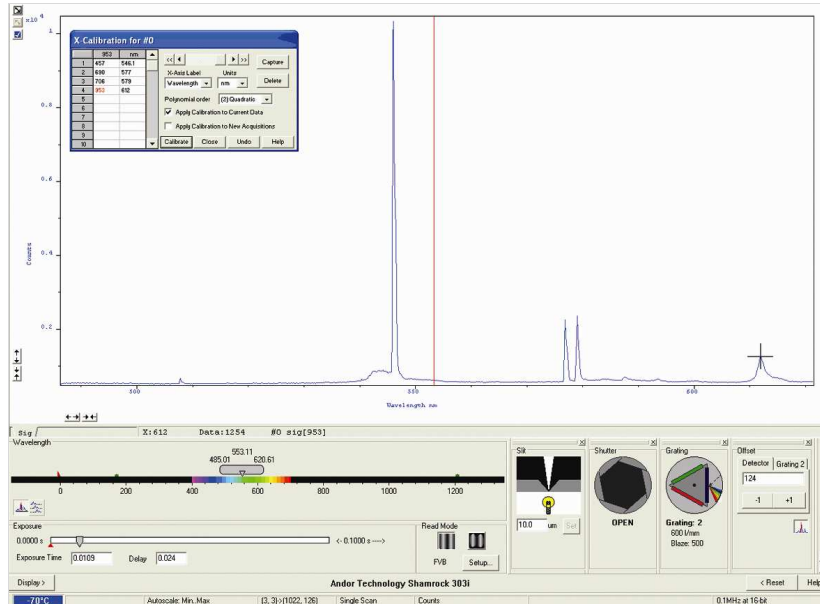 x10 4
1
0.8
0.6
0.4
0.2
Counts
X-Calibration for #0
953 nm
1 457 546.1
2 690 577
3 706 579
4 953 612
5
6
7
8
9
10
<< >>
Capture
X-Axis Label Units
Wavelength nm
Delete
Polynomial order (2) Quadratic
Apply Calibration to Current Data
Apply Calibration to New Acquisitions
Calibrate Close Undo Help
550 600
Wavelength nm
Sig X:612 Data:1254 #0 sig[953]
Wavelength
553.11
485.01 620.61
0 200 400 600 800 1000 1200
Exposure
0.0000 s <- 0.1000 s ---->
Exposure Time 0.0109 Delay 0.024
Read Mode
FVB Setup...
Slit
10.0 um Set
Shutter
OPEN
Grating
Grating: 2
600 l/mm
Blaze: 500
Offset
Detector Grating 2
124
-1 +1
Display > Andor Technology Shamrock 303i < Reset Help
-70°C Autoscale: Min..Max (3, 3)>(1022, 126) Single Scan Counts 0.1MHz at 16-bit